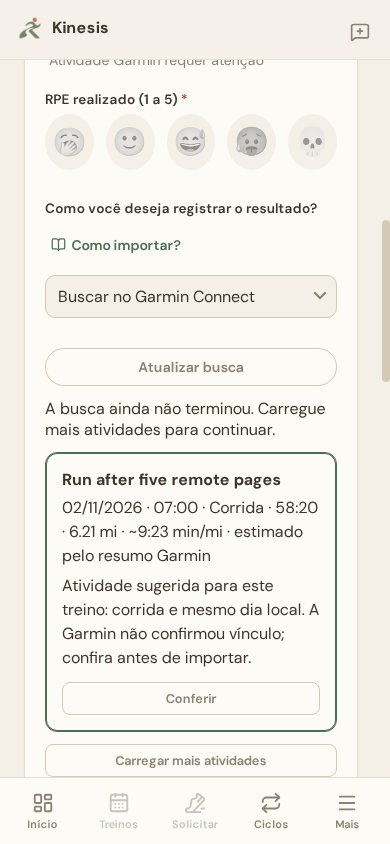 Kinesis
Atividade Garmin requer atenção
RPE realizado (1 a 5) *
Como você deseja registrar o resultado?
Como importar?
Buscar no Garmin Connect
Atualizar busca
A busca ainda não terminou. Carregue
mais atividades para continuar.
Run after five remote pages
02/11/2026 · 07:00 · Corrida · 58:20
· 6.21 mi · ~9:23 min/mi · estimado
pelo resumo Garmin
Atividade sugerida para este
treino: corrida e mesmo dia local. A
Garmin não confirmou vínculo;
confira antes de importar.
Conferir
Carregar mais atividades
Início
Treinos
Solicitar
Ciclos
Mais